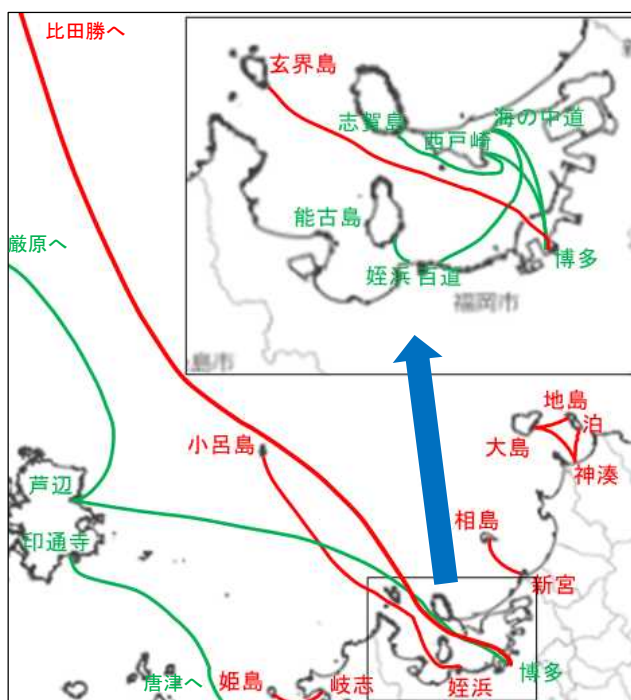 比田勝へ
玄界島
志賀島
西戸崎
海の中道
能古島
厳原へ
姪浜
百道
博多
福岡市
島市
地島
泊
大島
神湊
小呂島
芦辺
相島
印通寺
新宮
博多
唐津へ
姫島
岐志
姪浜